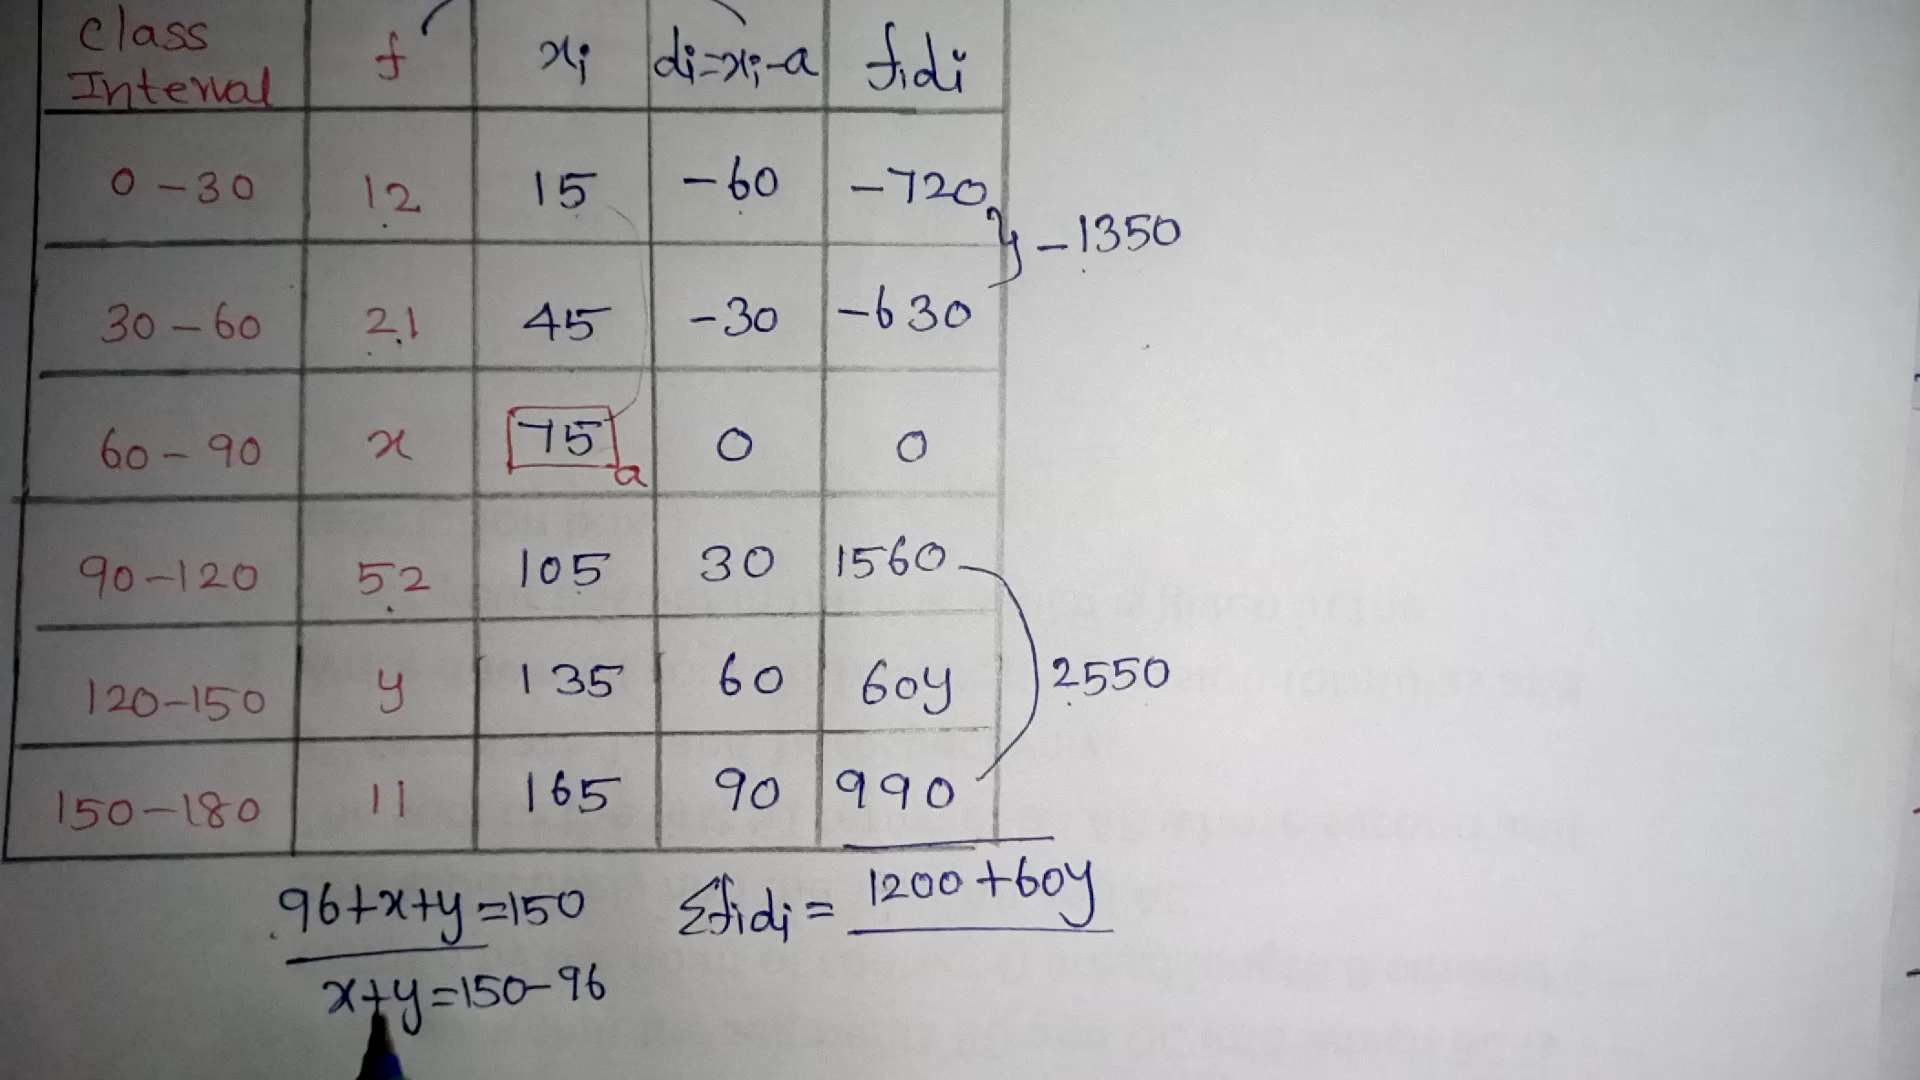 Class Interval f xi di=xi-a fidi
0-30 12 15 -60 -720
} -1350
30-60 21 45 -30 -630
60-90 x 75 a 0 0
90-120 52 105 30 1560
120-150 y 135 60 60y 2550
150-180 11 165 90 990
96+x+y=150 Σfidi= 1200+60y
x+y=150-96